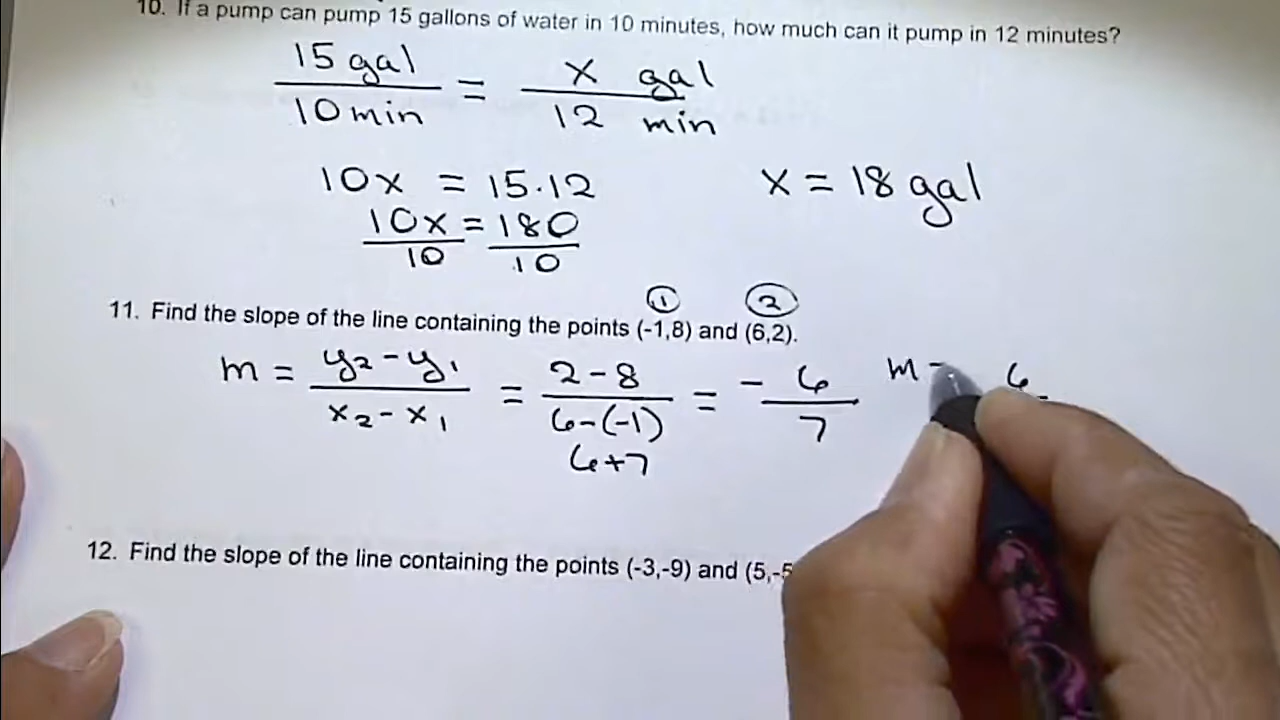 10. If a pump can pump 15 gallons of water in 10 minutes, how much can it pump in 12 minutes?
15 gal / 10 min = x gal / 12 min
10x = 15·12
x = 18 gal
10x / 10 = 180 / 10
① ②
11. Find the slope of the line containing the points (-1,8) and (6,2).
m = y₂ - y₁ / x₂ - x₁ = 2 - 8 / 6 - (-1) = - 6 / 7
m = 6
6+7
12. Find the slope of the line containing the points (-3,-9) and (5,-5